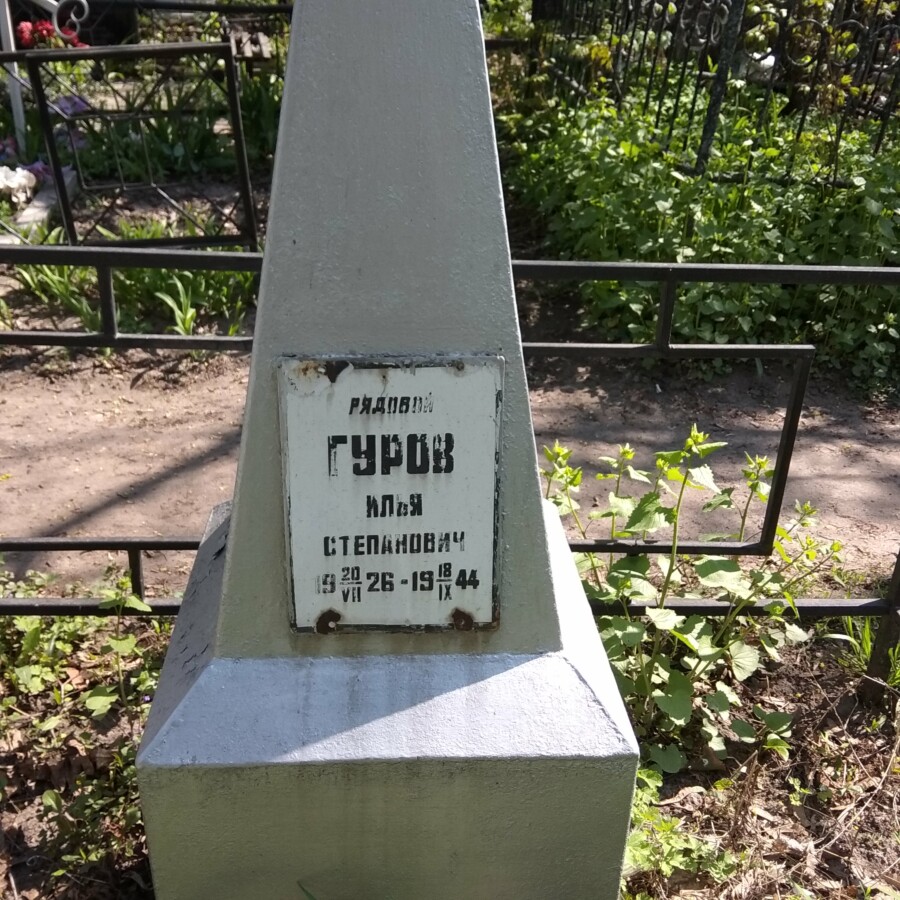 РЯДОВОЙ
ГУРОВ
ИЛЬЯ
СТЕПАНОВИЧ
19 20/VII 26 - 19 18/IX 44